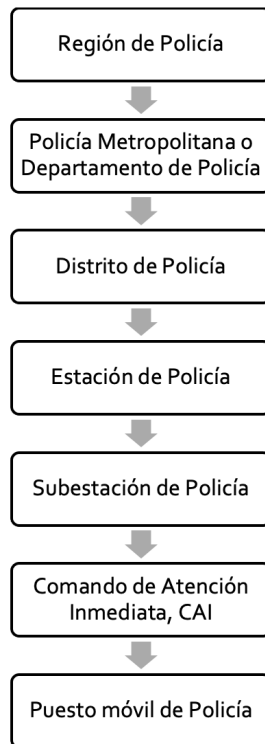 Región de Policía
Policía Metropolitana o
Departamento de Policía
Distrito de Policía
Estación de Policía
Subestación de Policía
Comando de Atención
Inmediata, CAI
Puesto móvil de Policía